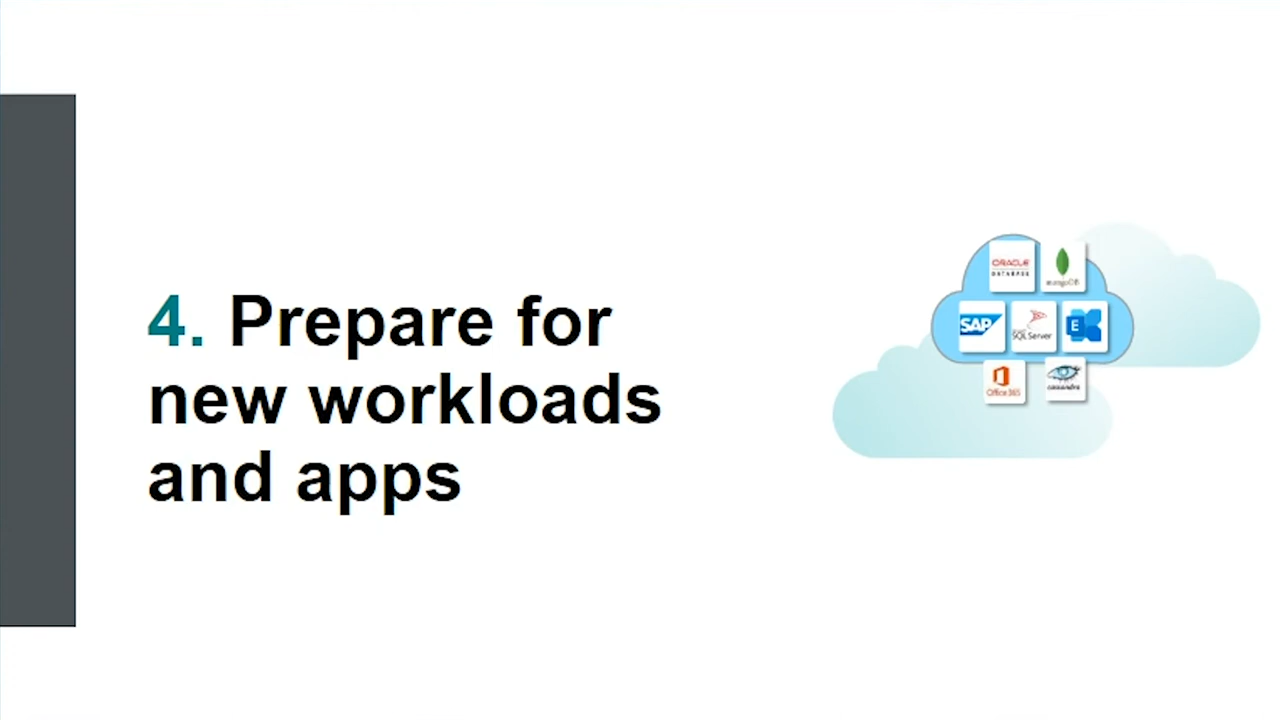 4. Prepare for
new workloads
and apps
ORACLE
DATABASE
mongoDB
SAP
SQL Server
E
Office 365
cassandra